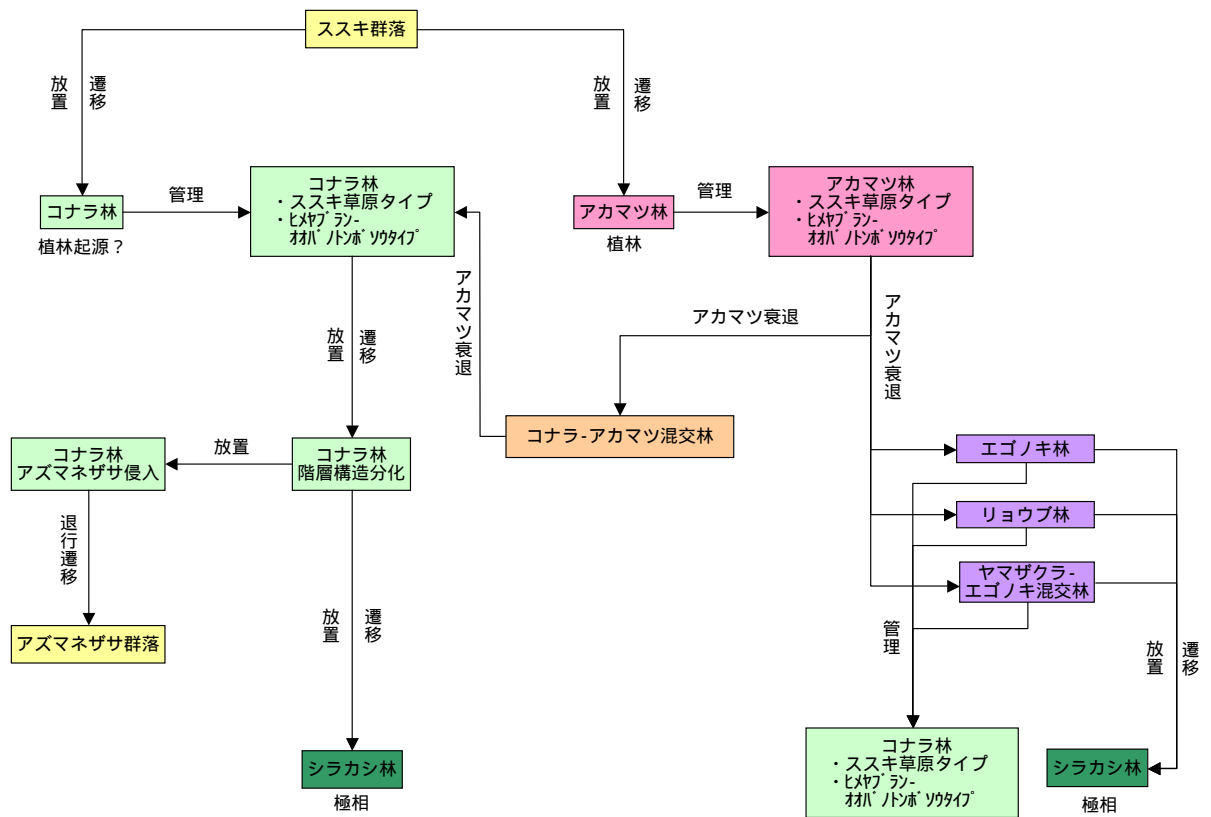 ススキ群落
放置
遷移
放置
遷移
コナラ林
植林起源？
管理
コナラ林
・ススキ草原タイプ
・ﾋﾒﾔﾌﾞﾗﾝ-
ｵｵﾊﾞﾉﾄﾝﾎﾞｿｳﾀｲﾌﾟ
アカマツ林
植林
管理
アカマツ林
・ススキ草原タイプ
・ﾋﾒﾔﾌﾞﾗﾝ-
ｵｵﾊﾞﾉﾄﾝﾎﾞｿｳﾀｲﾌﾟ
放置
遷移
アカマツ衰退
アカマツ衰退
アカマツ衰退
コナラ-アカマツ混交林
コナラ林
アズマネザサ侵入
放置
コナラ林
階層構造分化
エゴノキ林
リョウブ林
ヤマザクラ-
エゴノキ混交林
退行遷移
アズマネザサ群落
放置
遷移
管理
放置
遷移
シラカシ林
極相
コナラ林
・ススキ草原タイプ
・ﾋﾒﾔﾌﾞﾗﾝ-
ｵｵﾊﾞﾉﾄﾝﾎﾞｿｳﾀｲﾌﾟ
シラカシ林
極相